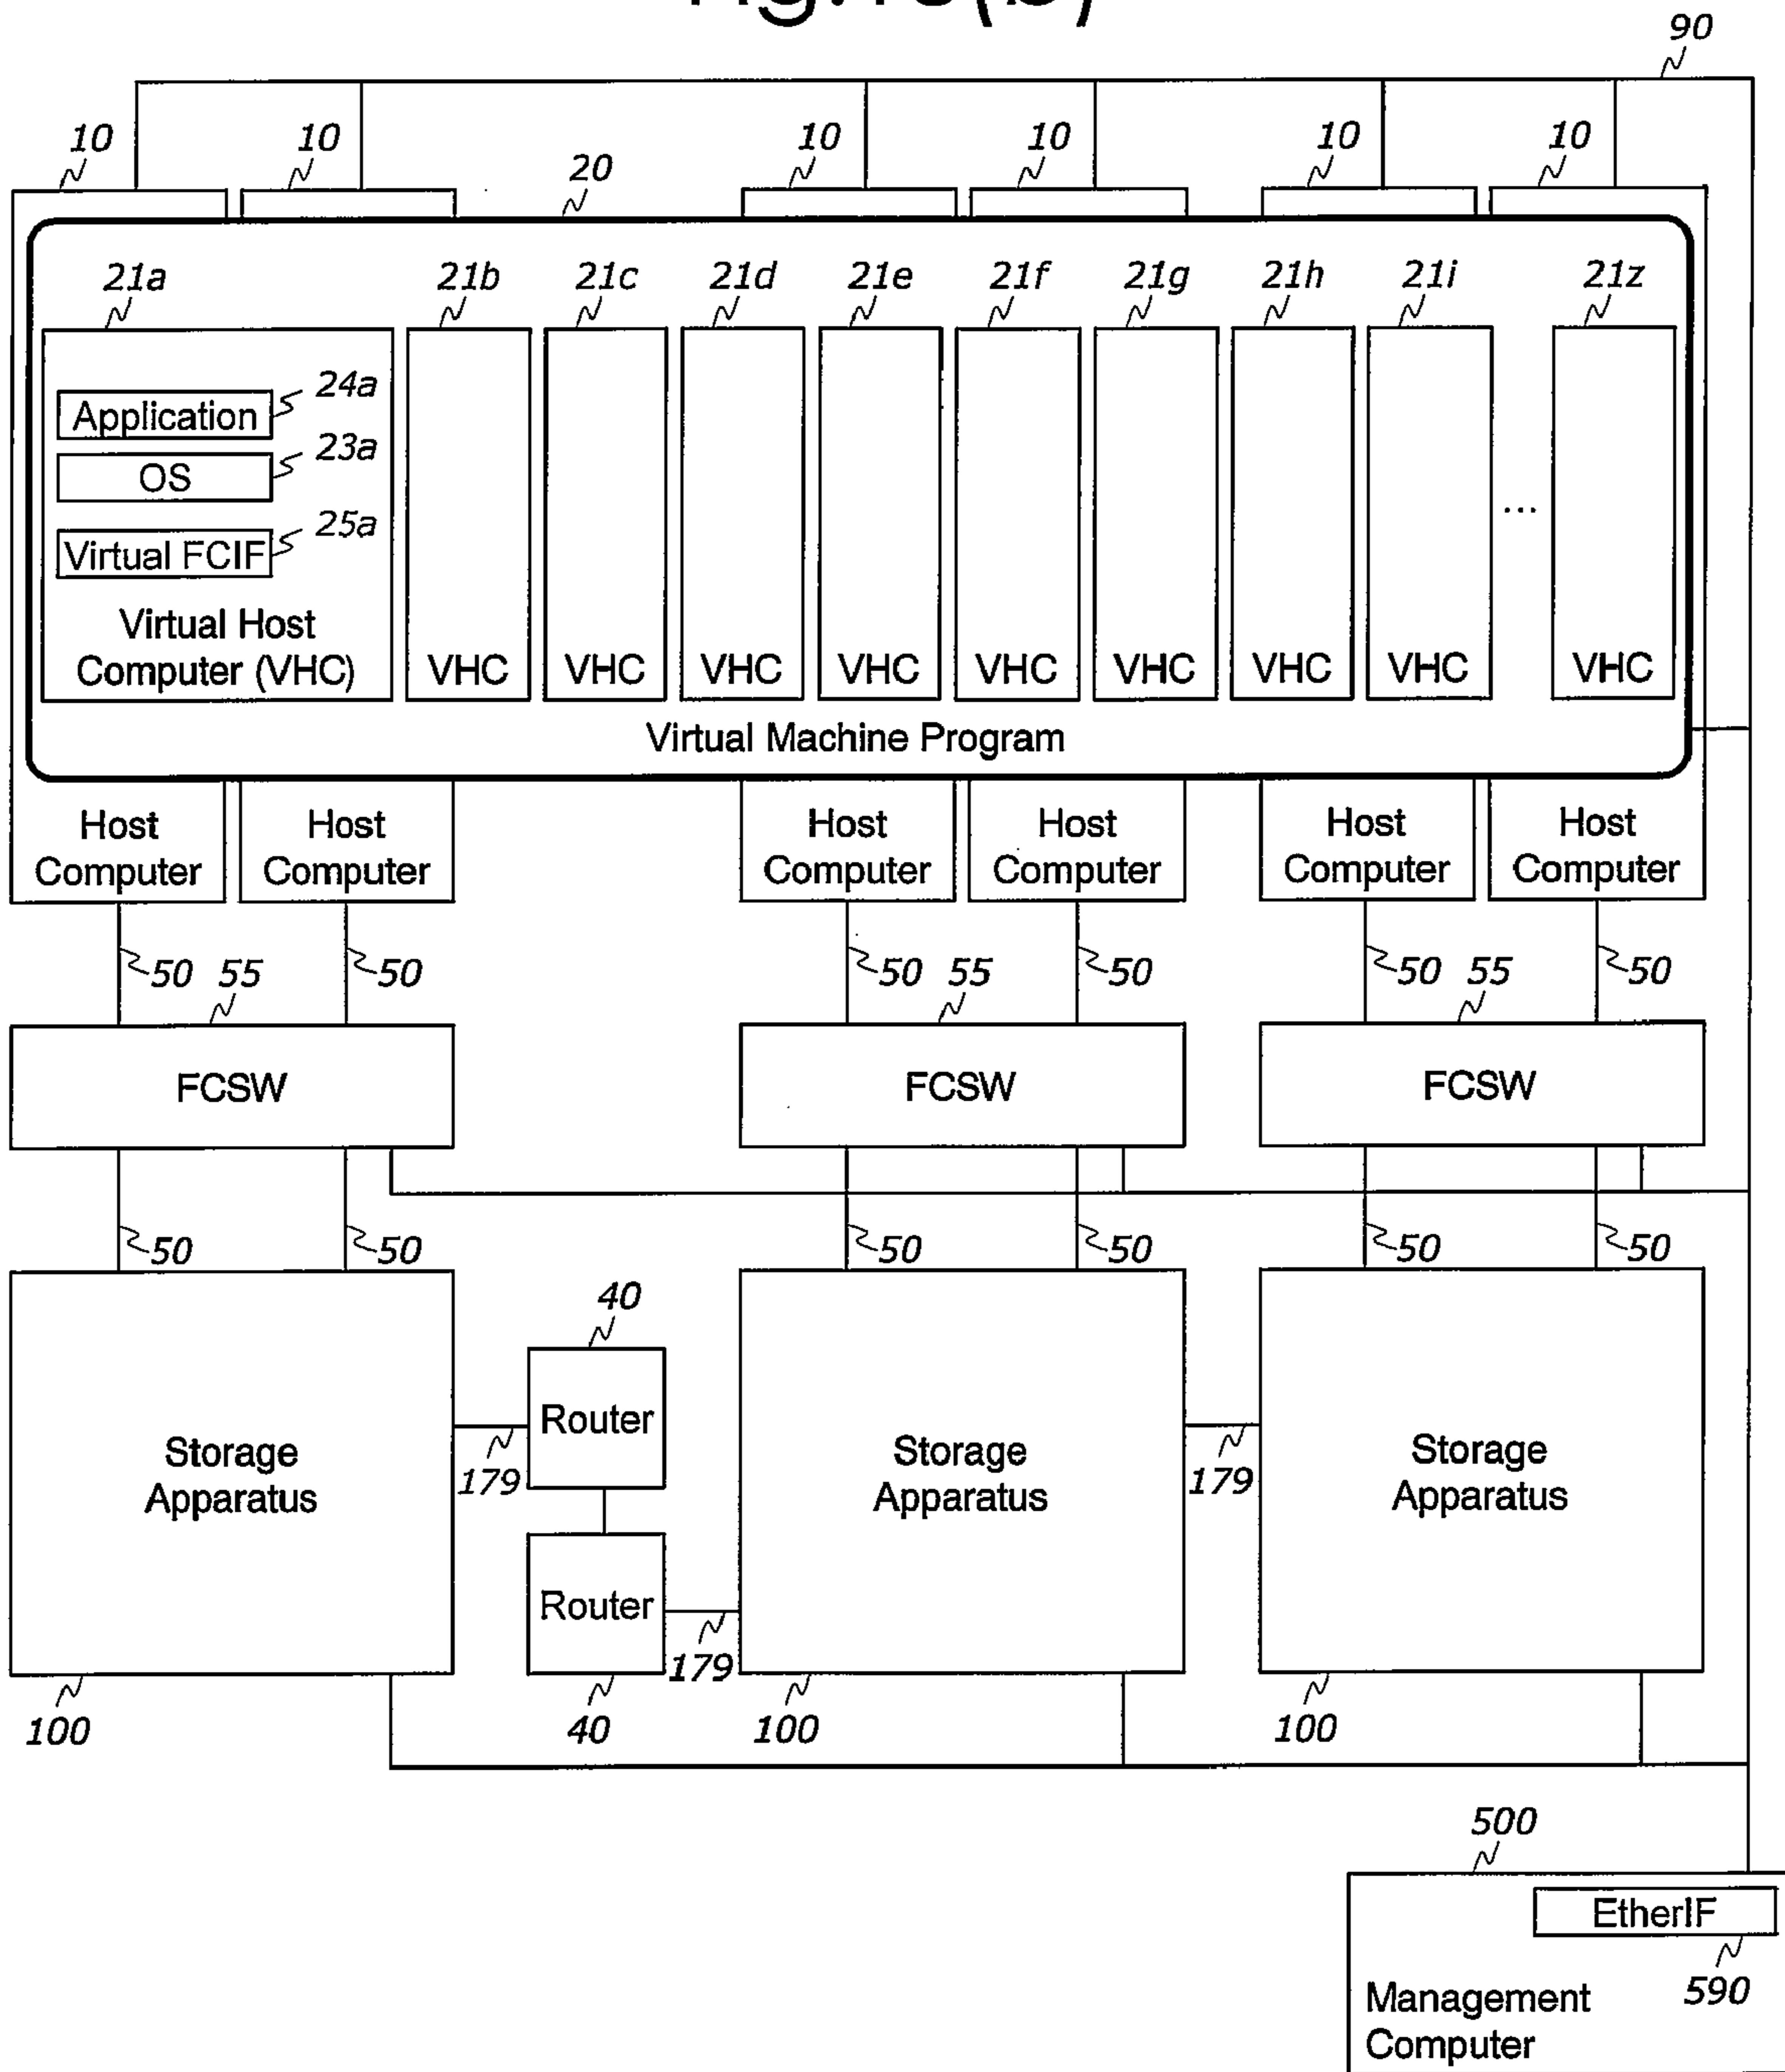 90
10 10 10 10 10 10
20
21a 21b 21c 21d 21e 21f 21g 21h 21i 21z
24a
Application
23a
OS
25a
Virtual FCIF
...
Virtual Host
Computer (VHC) VHC VHC VHC VHC VHC VHC VHC VHC VHC
Virtual Machine Program
Host Host Host Host Host Host
Computer Computer Computer Computer Computer Computer
50 55 50 50 55 50 50 55 50
FCSW FCSW FCSW
50 50 50 50 50 50
40
Router
Storage Storage Storage
179 179
Apparatus Apparatus Apparatus
Router
179
100 40 100 100
500
EtherIF
590
Management
Computer